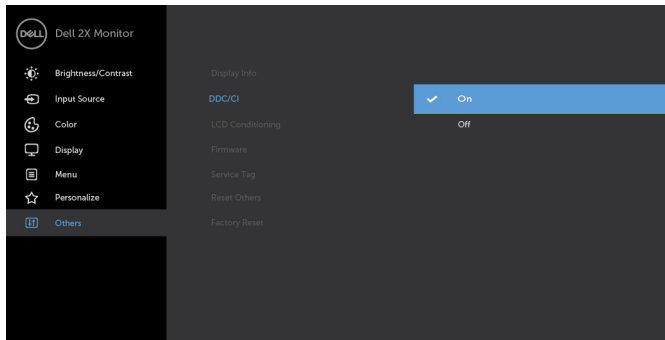 DELL
Dell 2X Monitor
Brightness/Contrast
Input Source
Color
Display
Menu
Personalize
Others
Display Info
DDC/CI
LCD Conditioning
Firmware
Service Tag
Reset Others
Factory Reset
On
Off